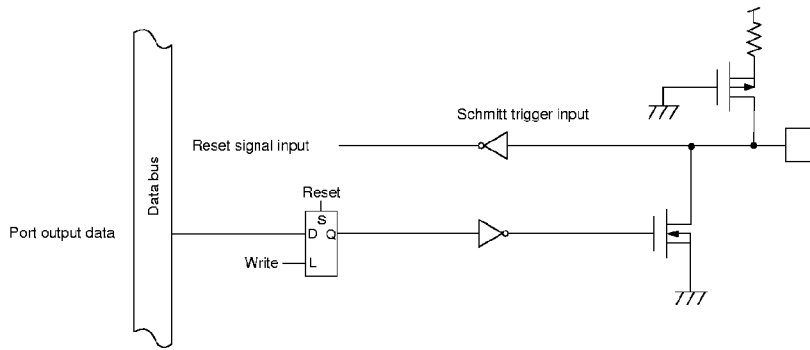 Schmitt trigger input
Reset signal input
Data bus
Reset
S
Port output data
D Q
Write
L